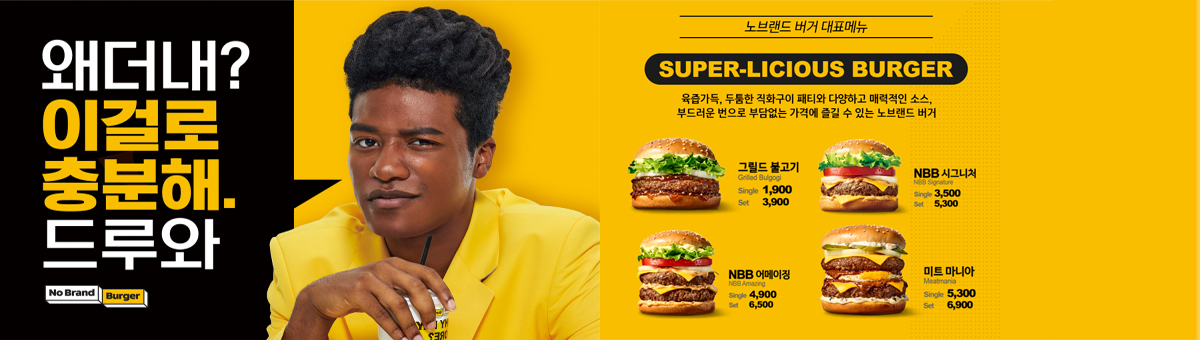 왜더내?
이걸로
충분해.
드루와
No Brand Burger
노브랜드 버거 대표메뉴
SUPER-LICIOUS BURGER
육즙가득, 두툼한 직화구이 패티와 다양하고 매력적인 소스,
부드러운 번으로 부담없는 가격에 즐길 수 있는 노브랜드 버거
그릴드 불고기
Grilled Bulgogi
Single 1,900
Set 3,900
NBB 시그니처
NBB Signature
Single 3,500
Set 5,300
NBB 어메이징
NBB Amazing
Single 4,900
Set 6,500
미트 마니아
Meatmania
Single 5,300
Set 6,900